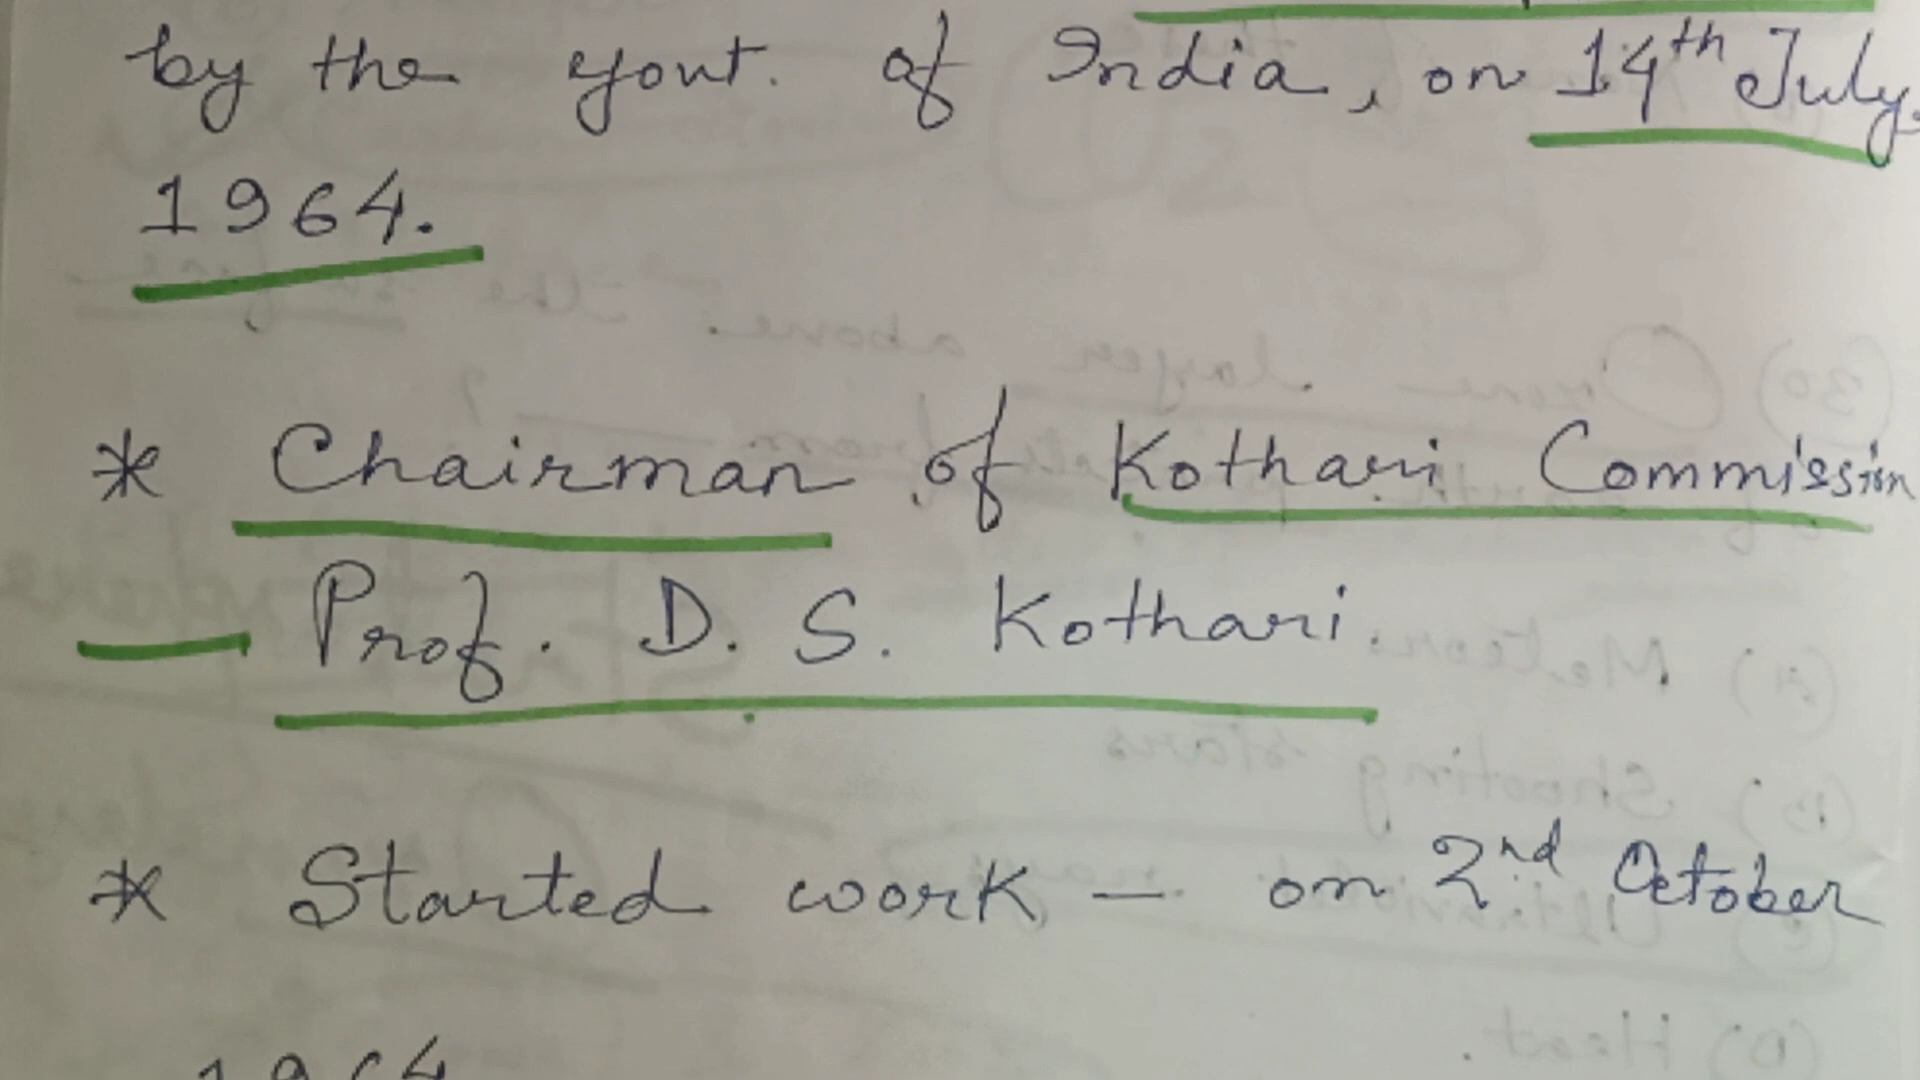 by the govt. of India, on 14th July,
1964.
* Chairman of Kothari Commission
— Prof. D. S. Kothari.
* Started work — on 2nd October
1964